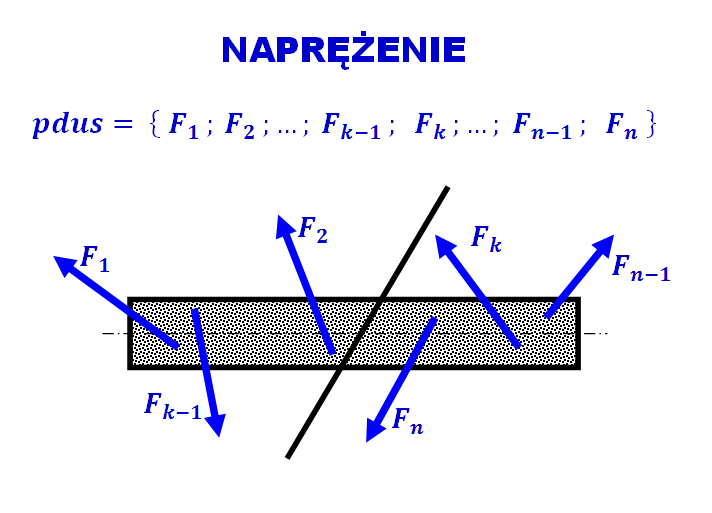 NAPRĘŻENIE
pdus = { F₁ ; F₂ ; … ; Fₖ₋₁ ; Fₖ ; … ; Fₙ₋₁ ; Fₙ }
F₂
Fₖ
F₁
Fₙ₋₁
Fₖ₋₁
Fₙ